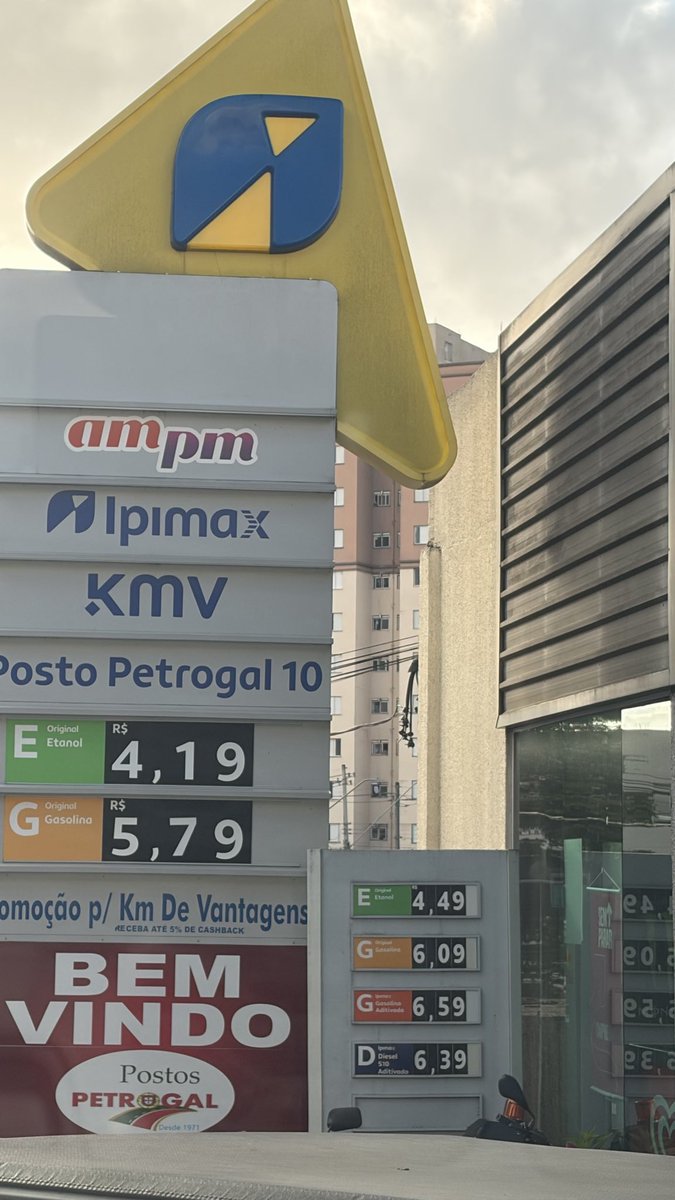 ampm
Ipimax
KMV
Posto Petrogal 10
E Original Etanol R$ 4,19
G Original Gasolina R$ 5,79
omoção p/ Km De Vantagens
RECEBA ATÉ 5% DE CASHBACK
BEM
VINDO
Postos
PETROGAL
Desde 1971
E Original Etanol R$ 4,49
G Original Gasolina 6,09
G Ipimax Gasolina Aditivada 6,59
D Ipimax Diesel S10 Aditivado 6,39